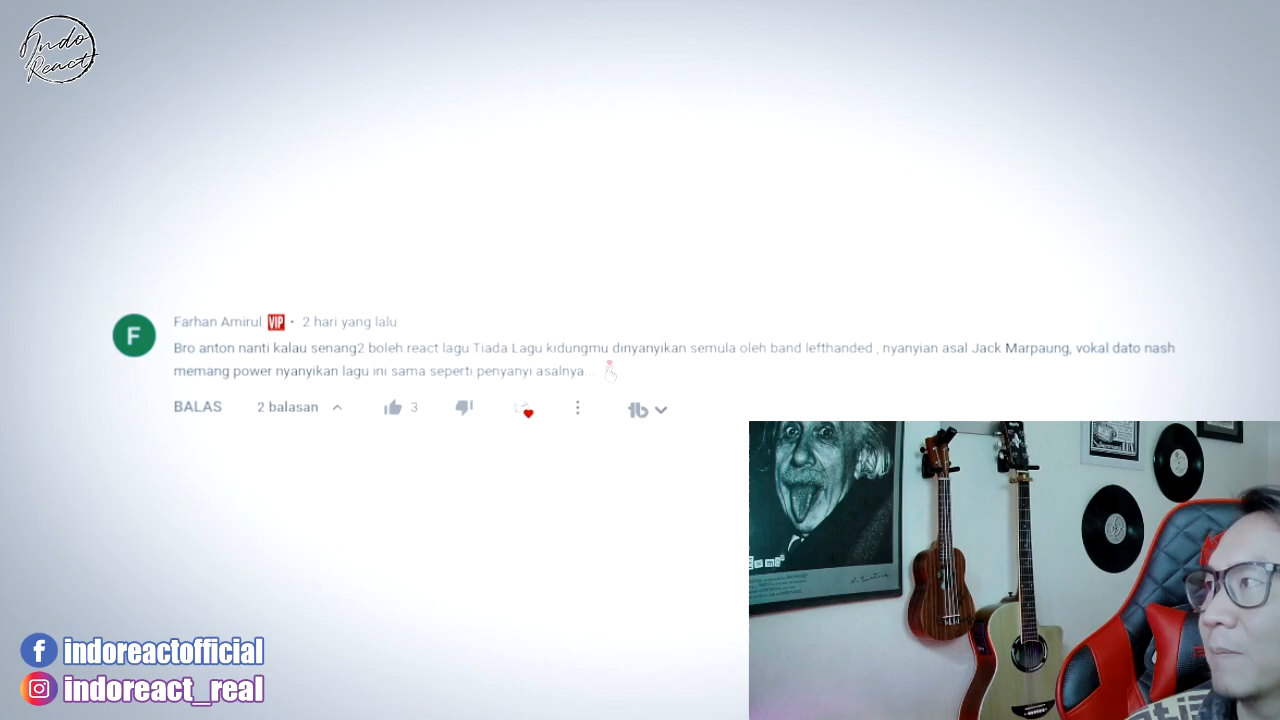 Indo
React
Farhan Amirul VIP • 2 hari yang lalu
Bro anton nanti kalau senang2 boleh react lagu Tiada Lagu kidungmu dinyanyikan semula oleh band lefthanded , nyanyian asal Jack Marpaung, vokal dato nash
memang power nyanyikan lagu ini sama seperti penyanyi asalnya...
BALAS 2 balasan 3
indoreactofficial
indoreact_real